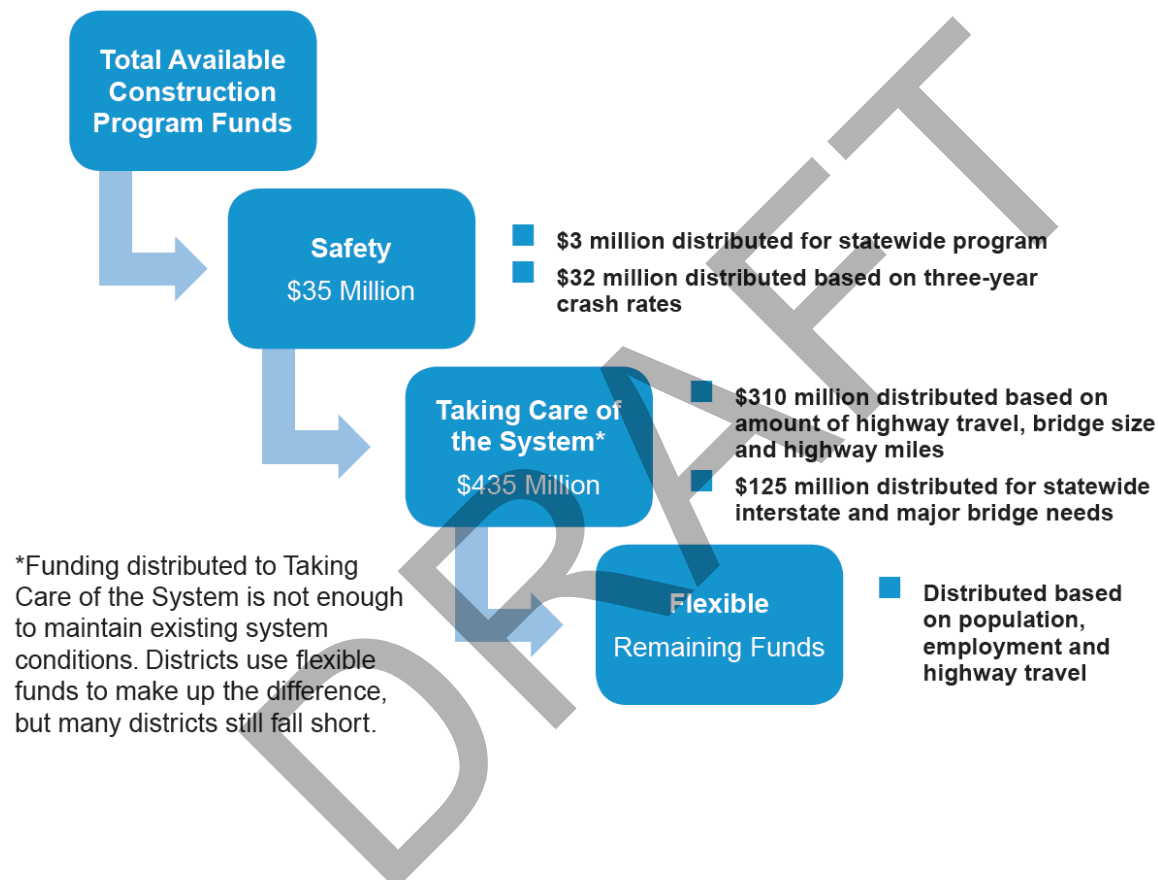 Total Available
Construction
Program Funds
Safety
$35 Million
$3 million distributed for statewide program
$32 million distributed based on three-year
crash rates
Taking Care of
the System*
$435 Million
$310 million distributed based on
amount of highway travel, bridge size
and highway miles
$125 million distributed for statewide
interstate and major bridge needs
*Funding distributed to Taking
Care of the System is not enough
to maintain existing system
conditions. Districts use flexible
funds to make up the difference,
but many districts still fall short.
Flexible
Remaining Funds
Distributed based
on population,
employment and
highway travel
DRAFT